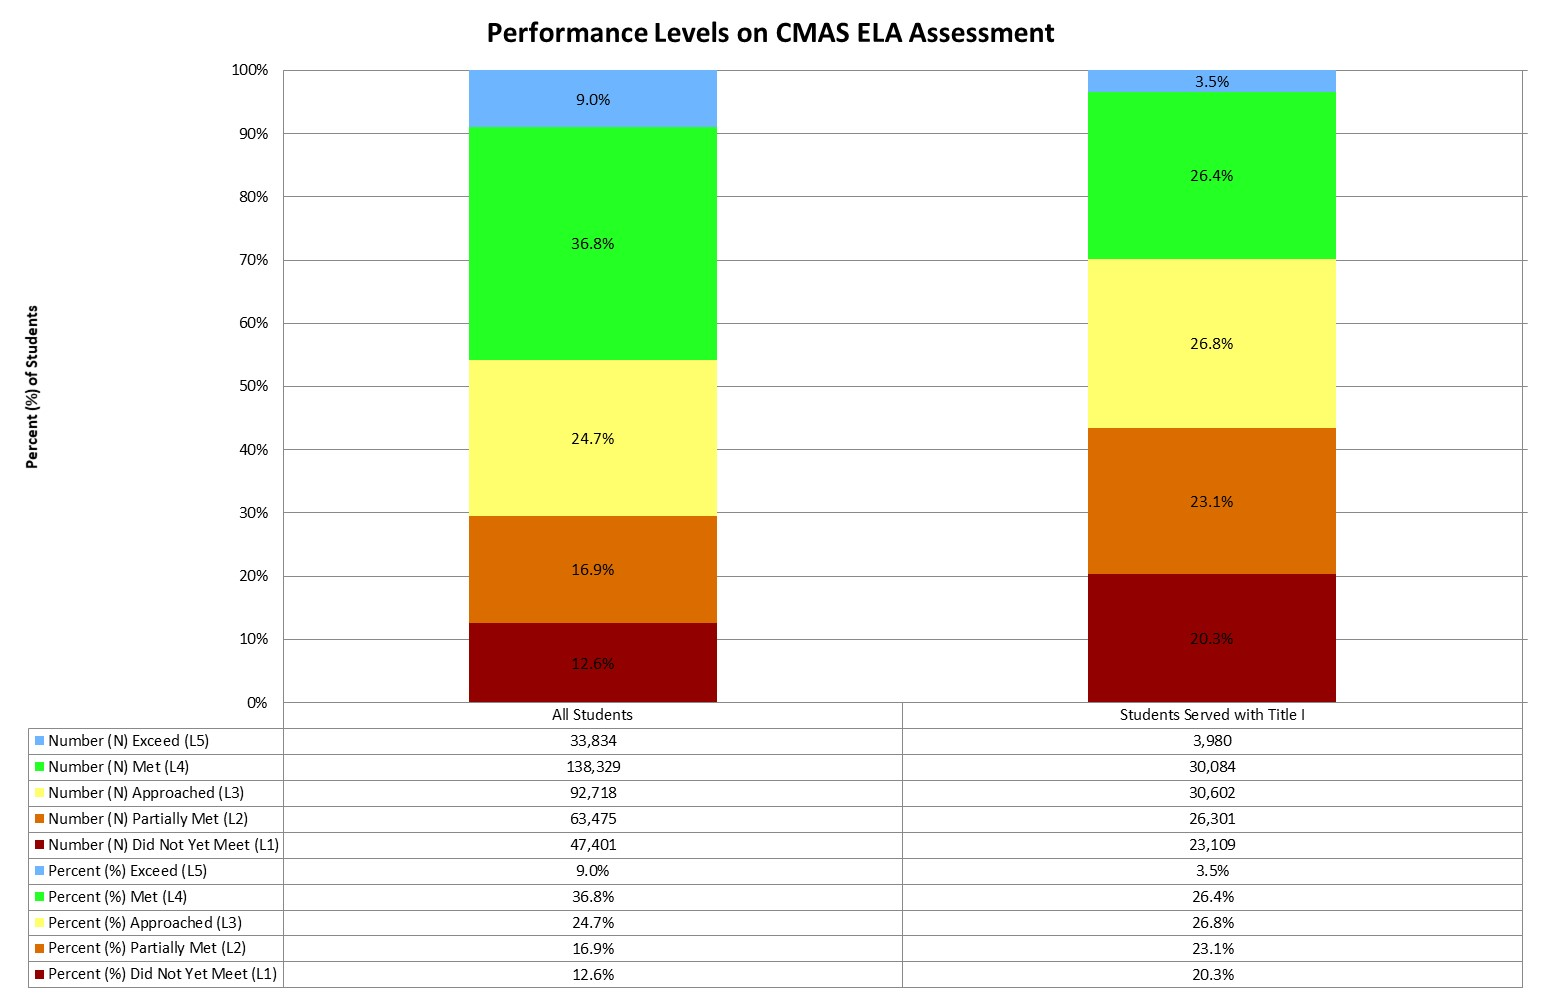 Performance Levels on CMAS ELA Assessment
Percent (%) of Students
100%
90%
80%
70%
60%
50%
40%
30%
20%
10%
0%
9.0%
36.8%
24.7%
16.9%
12.6%
3.5%
26.4%
26.8%
23.1%
20.3%
All Students Students Served with Title I
Number (N) Exceed (L5) 33,834 3,980
Number (N) Met (L4) 138,329 30,084
Number (N) Approached (L3) 92,718 30,602
Number (N) Partially Met (L2) 63,475 26,301
Number (N) Did Not Yet Meet (L1) 47,401 23,109
Percent (%) Exceed (L5) 9.0% 3.5%
Percent (%) Met (L4) 36.8% 26.4%
Percent (%) Approached (L3) 24.7% 26.8%
Percent (%) Partially Met (L2) 16.9% 23.1%
Percent (%) Did Not Yet Meet (L1) 12.6% 20.3%